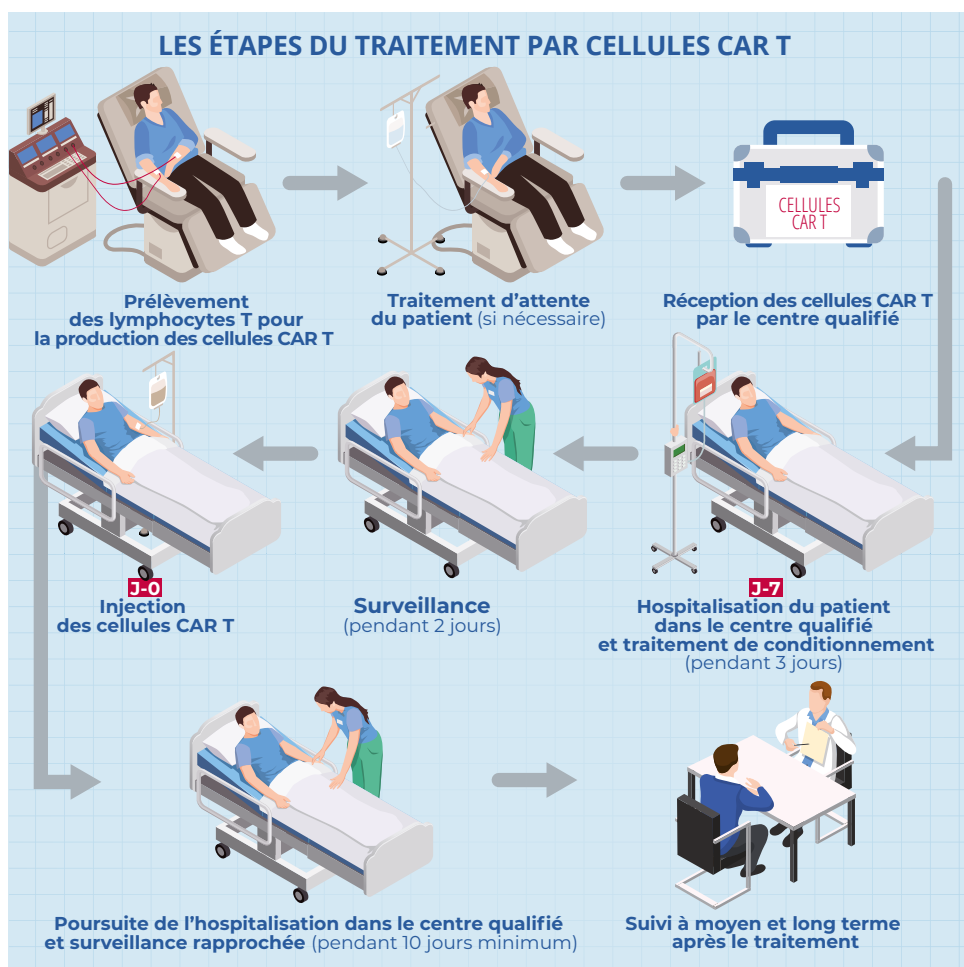 LES ÉTAPES DU TRAITEMENT PAR CELLULES CAR T
CELLULES
CAR T
Prélèvement
des lymphocytes T pour
la production des cellules CAR T
Traitement d'attente
du patient (si nécessaire)
Réception des cellules CAR T
par le centre qualifié
J-7
Hospitalisation du patient
dans le centre qualifié
et traitement de conditionnement
(pendant 3 jours)
Surveillance
(pendant 2 jours)
J-0
Injection
des cellules CAR T
Poursuite de l'hospitalisation dans le centre qualifié
et surveillance rapprochée (pendant 10 jours minimum)
Suivi à moyen et long terme
après le traitement